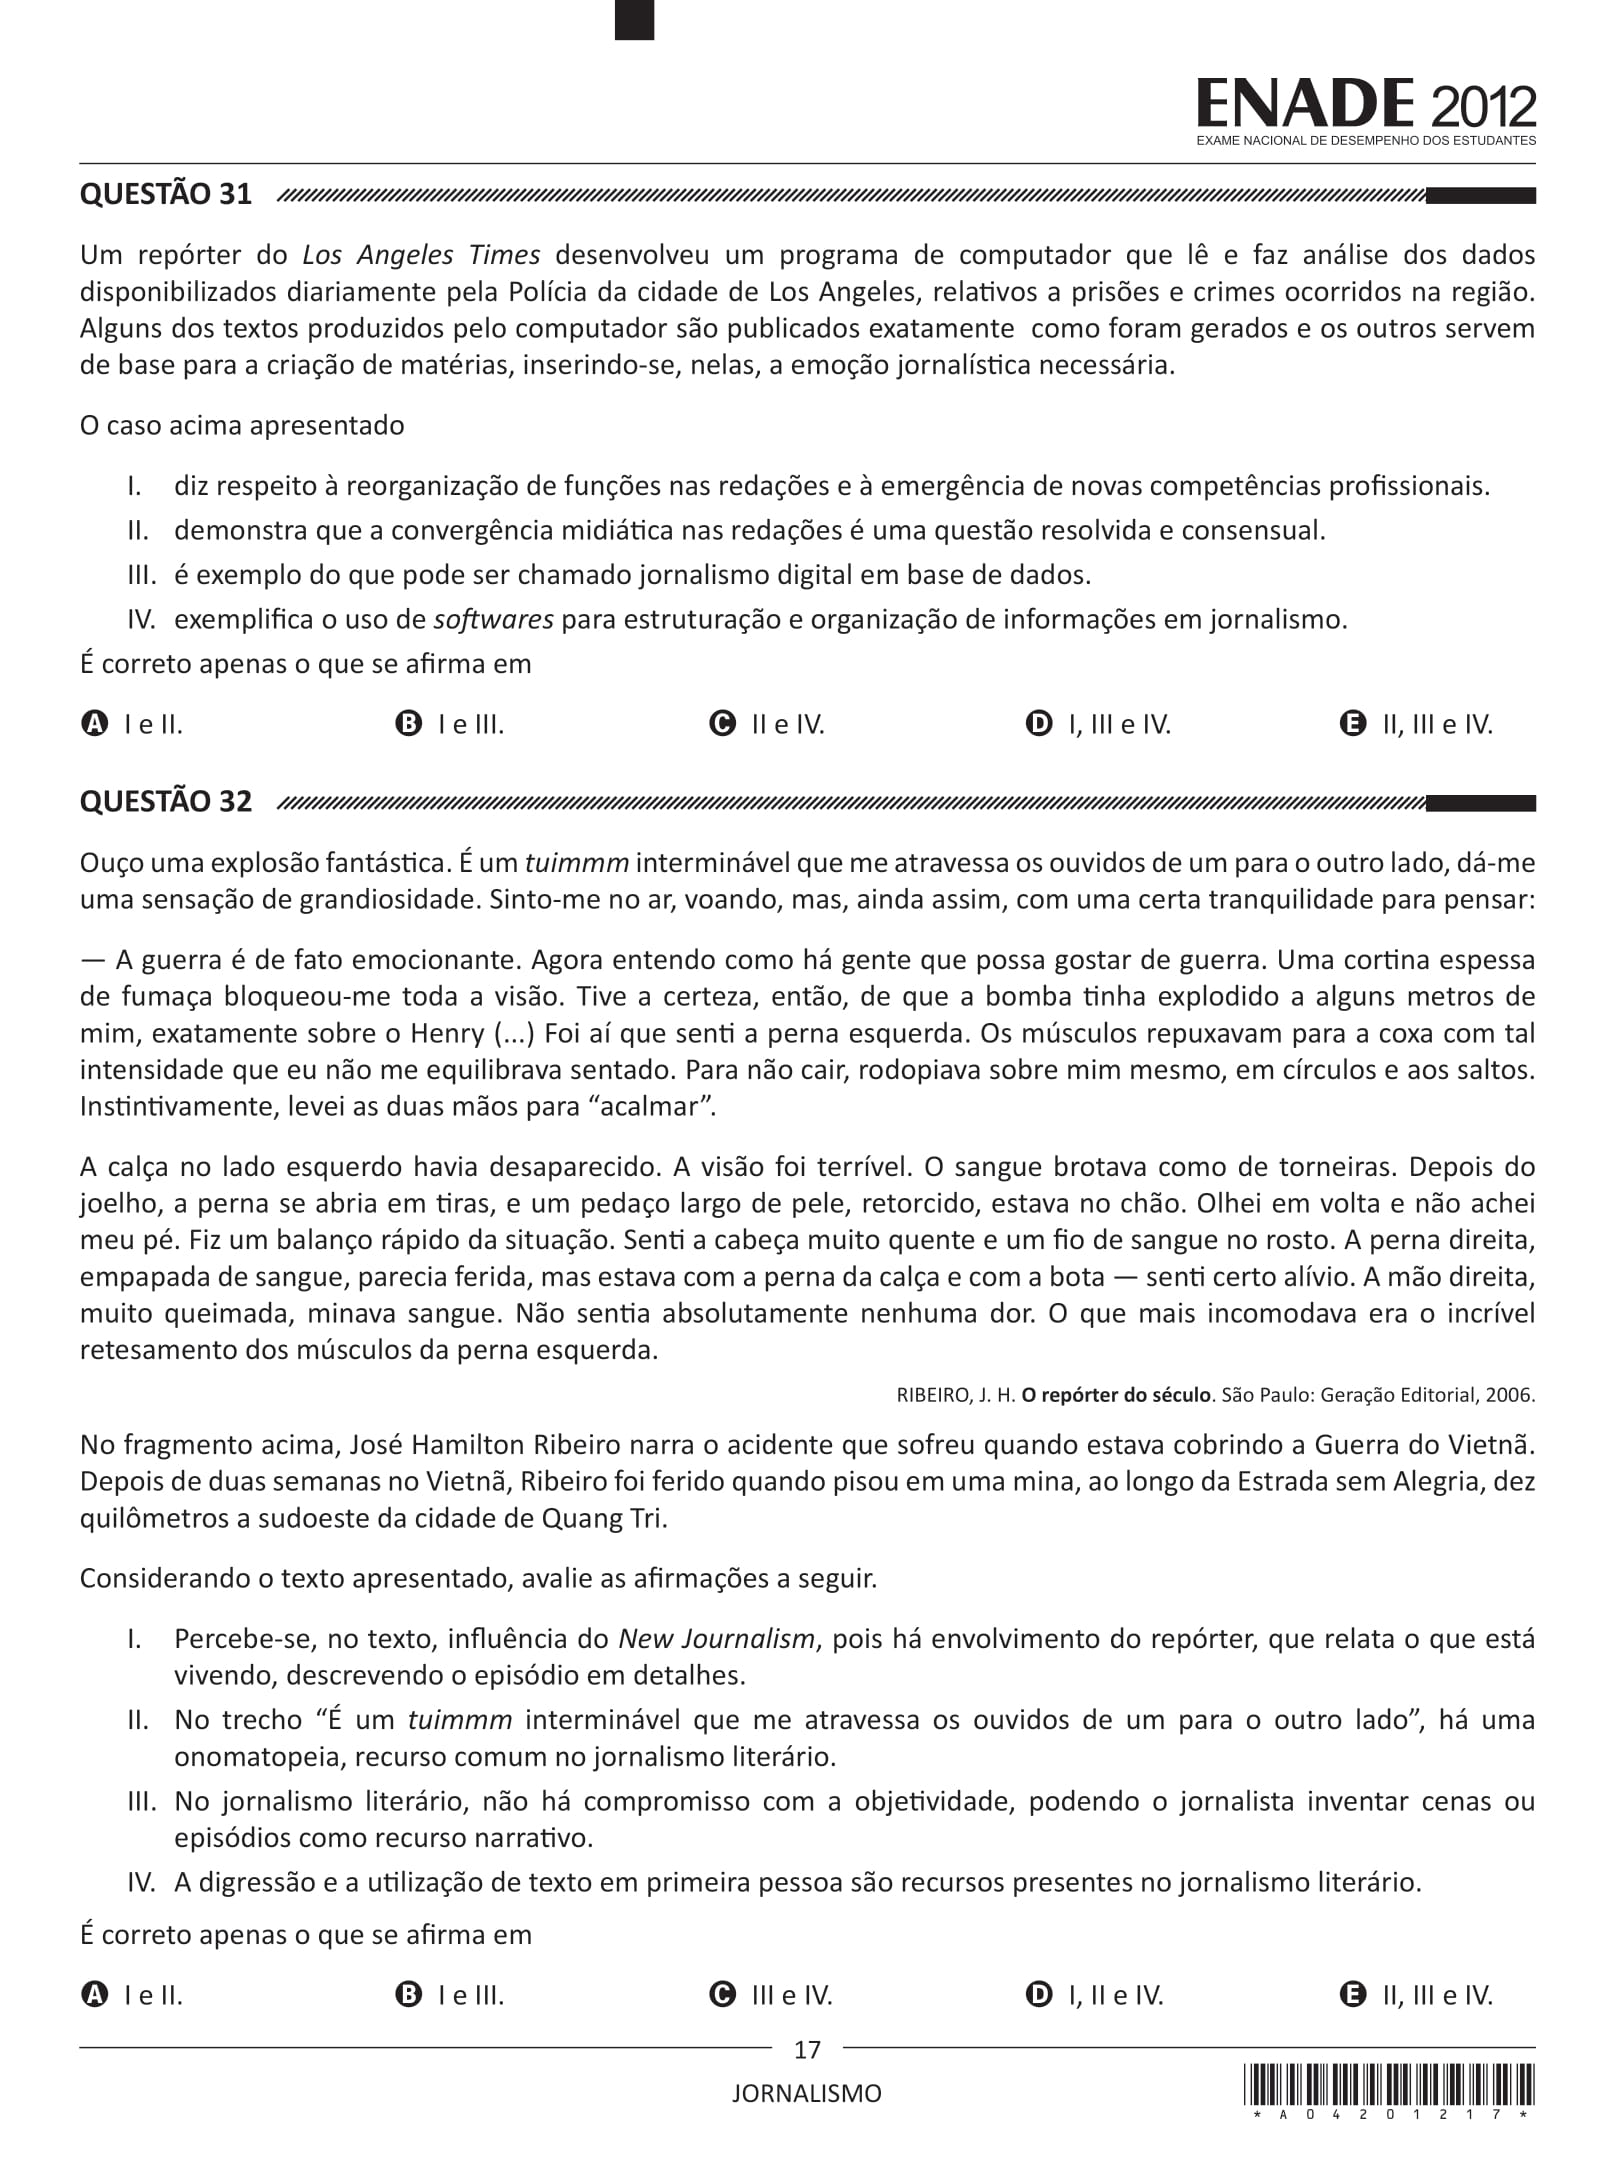 ENADE 2012
EXAME NACIONAL DE DESEMPENHO DOS ESTUDANTES
QUESTÃO 31
Um repórter do Los Angeles Times desenvolveu um programa de computador que lê e faz análise dos dados
disponibilizados diariamente pela Polícia da cidade de Los Angeles, relativos a prisões e crimes ocorridos na região.
Alguns dos textos produzidos pelo computador são publicados exatamente como foram gerados e os outros servem
de base para a criação de matérias, inserindo-se, nelas, a emoção jornalística necessária.
O caso acima apresentado
I. diz respeito à reorganização de funções nas redações e à emergência de novas competências profissionais.
II. demonstra que a convergência midiática nas redações é uma questão resolvida e consensual.
III. é exemplo do que pode ser chamado jornalismo digital em base de dados.
IV. exemplifica o uso de softwares para estruturação e organização de informações em jornalismo.
É correto apenas o que se afirma em
A I e II. B I e III. C II e IV. D I, III e IV. E II, III e IV.
QUESTÃO 32
Ouço uma explosão fantástica. É um tuimmm interminável que me atravessa os ouvidos de um para o outro lado, dá-me
uma sensação de grandiosidade. Sinto-me no ar, voando, mas, ainda assim, com uma certa tranquilidade para pensar:
— A guerra é de fato emocionante. Agora entendo como há gente que possa gostar de guerra. Uma cortina espessa
de fumaça bloqueou-me toda a visão. Tive a certeza, então, de que a bomba tinha explodido a alguns metros de
mim, exatamente sobre o Henry (...) Foi aí que senti a perna esquerda. Os músculos repuxavam para a coxa com tal
intensidade que eu não me equilibrava sentado. Para não cair, rodopiava sobre mim mesmo, em círculos e aos saltos.
Instintivamente, levei as duas mãos para “acalmar”.
A calça no lado esquerdo havia desaparecido. A visão foi terrível. O sangue brotava como de torneiras. Depois do
joelho, a perna se abria em tiras, e um pedaço largo de pele, retorcido, estava no chão. Olhei em volta e não achei
meu pé. Fiz um balanço rápido da situação. Senti a cabeça muito quente e um fio de sangue no rosto. A perna direita,
empapada de sangue, parecia ferida, mas estava com a perna da calça e com a bota — senti certo alívio. A mão direita,
muito queimada, minava sangue. Não sentia absolutamente nenhuma dor. O que mais incomodava era o incrível
retesamento dos músculos da perna esquerda.
RIBEIRO, J. H. O repórter do século. São Paulo: Geração Editorial, 2006.
No fragmento acima, José Hamilton Ribeiro narra o acidente que sofreu quando estava cobrindo a Guerra do Vietnã.
Depois de duas semanas no Vietnã, Ribeiro foi ferido quando pisou em uma mina, ao longo da Estrada sem Alegria, dez
quilômetros a sudoeste da cidade de Quang Tri.
Considerando o texto apresentado, avalie as afirmações a seguir.
I. Percebe-se, no texto, influência do New Journalism, pois há envolvimento do repórter, que relata o que está
vivendo, descrevendo o episódio em detalhes.
II. No trecho “É um tuimmm interminável que me atravessa os ouvidos de um para o outro lado”, há uma
onomatopeia, recurso comum no jornalismo literário.
III. No jornalismo literário, não há compromisso com a objetividade, podendo o jornalista inventar cenas ou
episódios como recurso narrativo.
IV. A digressão e a utilização de texto em primeira pessoa são recursos presentes no jornalismo literário.
É correto apenas o que se afirma em
A I e II. B I e III. C III e IV. D I, II e IV. E II, III e IV.
17
JORNALISMO
*A04201217*